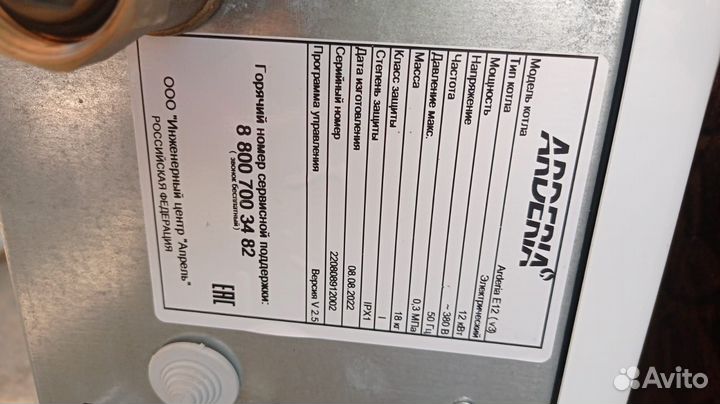 ARDERIA
Модель котла Arderia E12 ( v3)
Тип котла Электрический
Мощность 12 кВт
Напряжение ~ 380 В
Частота 50 Гц
Давление макс. 0,3 МПа
Масса 18 кг
Класс защиты I
Степень защиты IPX1
Дата изготовления 08.08.2022
Серийный номер 2208/08912002
Программа управления Версия V 2.5
Горячий номер сервисной поддержки:
8 800 700 34 82
( звонок бесплатный)
ООО "Инженерный центр "Апрель"
РОССИЙСКАЯ ФЕДЕРАЦИЯ
EAC
Avito